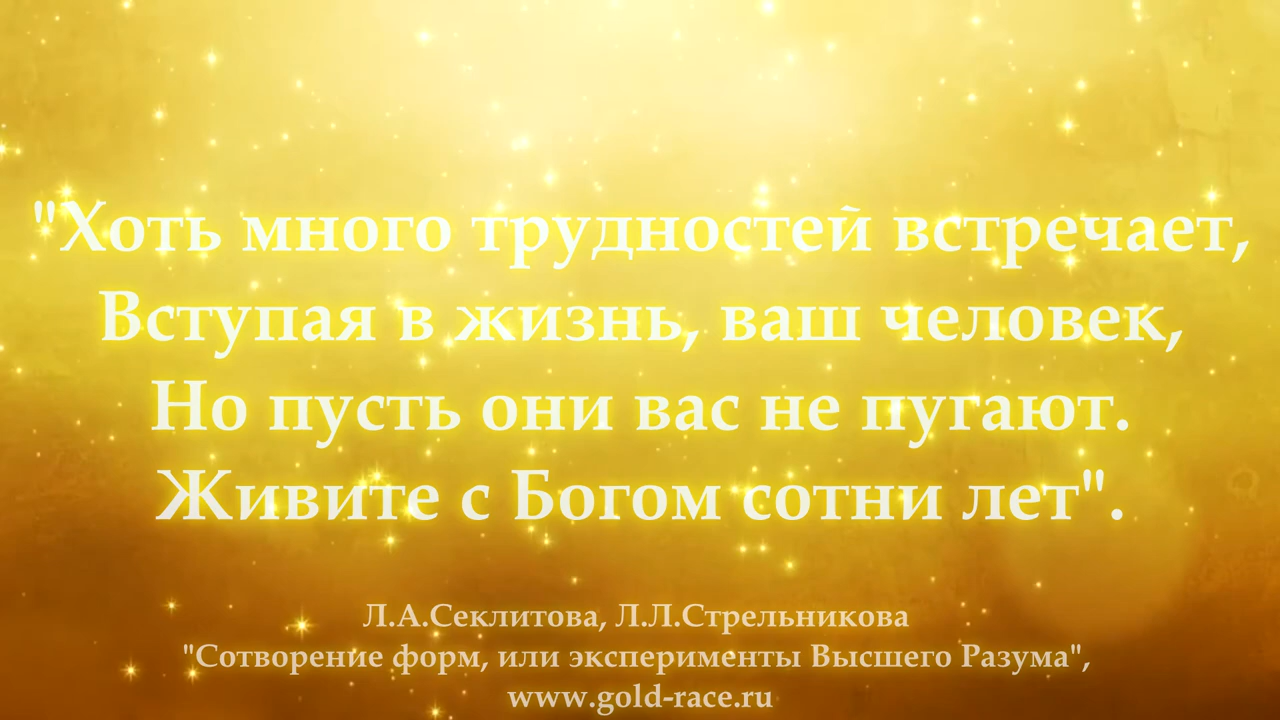 "Хоть много трудностей встречает,
Вступая в жизнь, ваш человек,
Но пусть они вас не пугают.
Живите с Богом сотни лет".
Л.А.Секлитова, Л.Л.Стрельникова
"Сотворение форм, или эксперименты Высшего Разума",
www.gold-race.ru